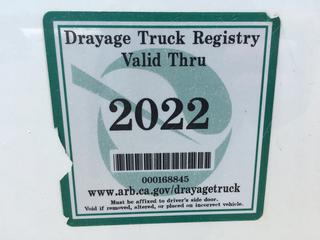 Drayage Truck Registry
Valid Thru
2022
000168845
www.arb.ca.gov/drayagetruck
Must be affixed to driver's side door.
Void if removed, altered, or placed on incorrect vehicle.